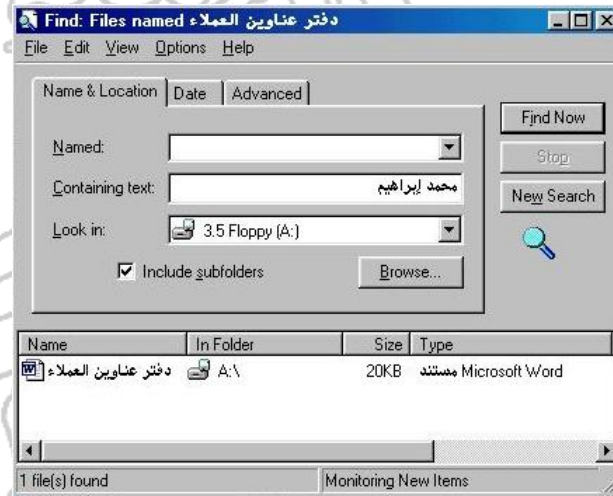 Find: Files named دفتر عناوين العملاء
File Edit View Options Help
Name & Location Date Advanced
Find Now
Named:
Stop
Containing text: محمد إبراهيم
New Search
Look in: 3.5 Floppy (A:)
Include subfolders Browse...
Name In Folder Size Type
دفتر عناوين العملاء A:\ 20KB مستند Microsoft Word
1 file(s) found Monitoring New Items